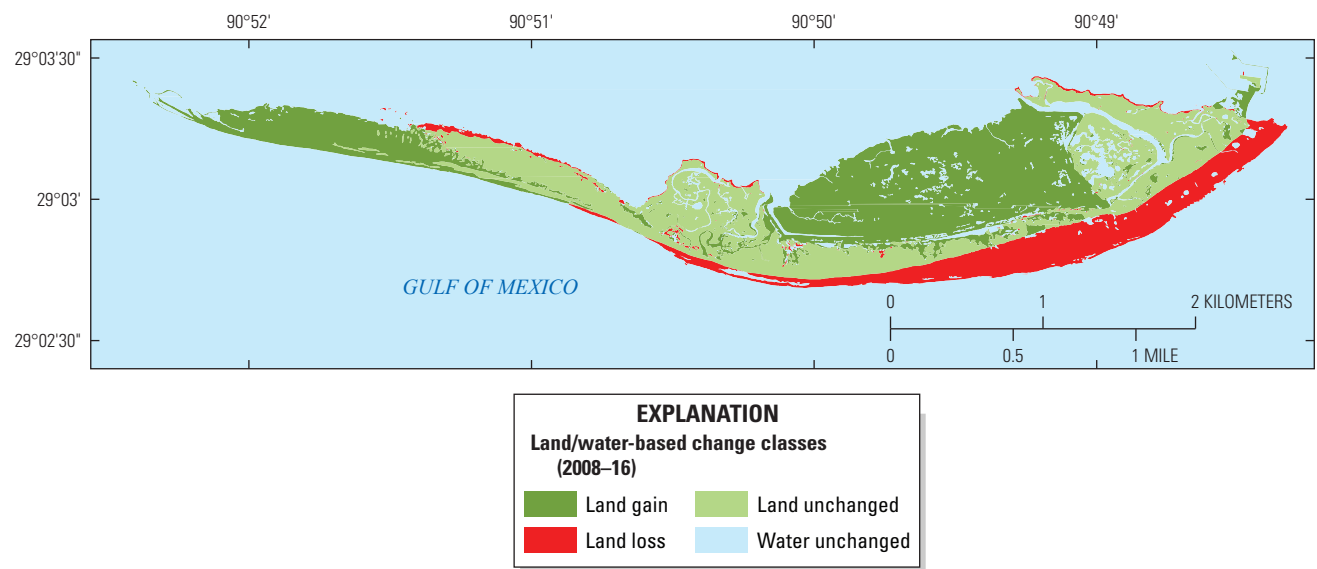 90°52' 90°51' 90°50' 90°49'
29°03'30"
29°03'
29°02'30"
GULF OF MEXICO
0 1 2 KILOMETERS
0 0.5 1 MILE
EXPLANATION
Land/water-based change classes
(2008–16)
Land gain Land unchanged
Land loss Water unchanged